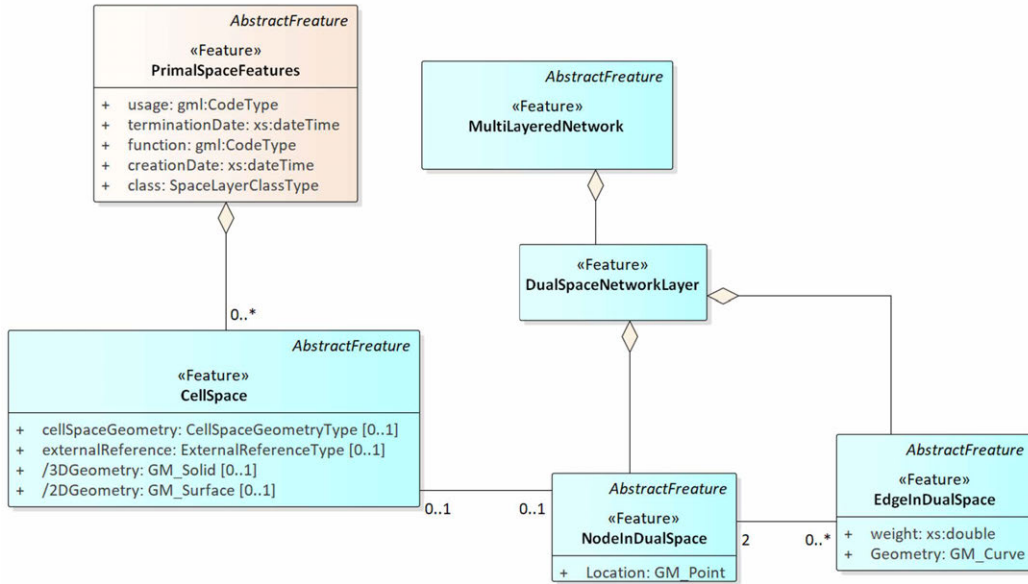 AbstractFreature
«Feature»
PrimalSpaceFeatures
+ usage: gml:CodeType
+ terminationDate: xs:dateTime
+ function: gml:CodeType
+ creationDate: xs:dateTime
+ class: SpaceLayerClassType
AbstractFreature
«Feature»
MultiLayeredNetwork
«Feature»
DualSpaceNetworkLayer
0..*
AbstractFreature
«Feature»
CellSpace
+ cellSpaceGeometry: CellSpaceGeometryType [0..1]
+ externalReference: ExternalReferenceType [0..1]
+ /3DGeometry: GM_Solid [0..1]
+ /2DGeometry: GM_Surface [0..1]
0..1
0..1
AbstractFreature
«Feature»
NodeInDualSpace
+ Location: GM_Point
2
0..*
AbstractFreature
«Feature»
EdgeInDualSpace
+ weight: xs:double
+ Geometry: GM_Curve